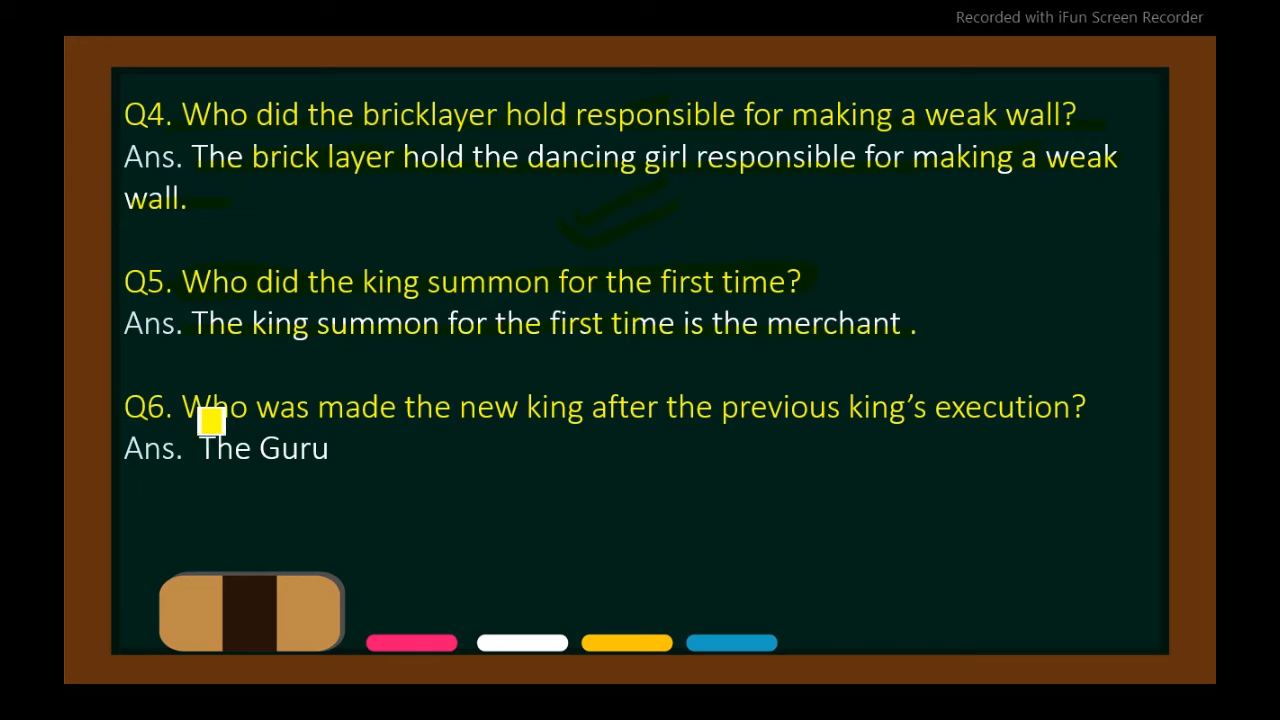 Recorded with iFun Screen Recorder
Q4. Who did the bricklayer hold responsible for making a weak wall?
Ans. The brick layer hold the dancing girl responsible for making a weak
wall.
Q5. Who did the king summon for the first time?
Ans. The king summon for the first time is the merchant .
Q6. Who was made the new king after the previous king’s execution?
Ans. The Guru